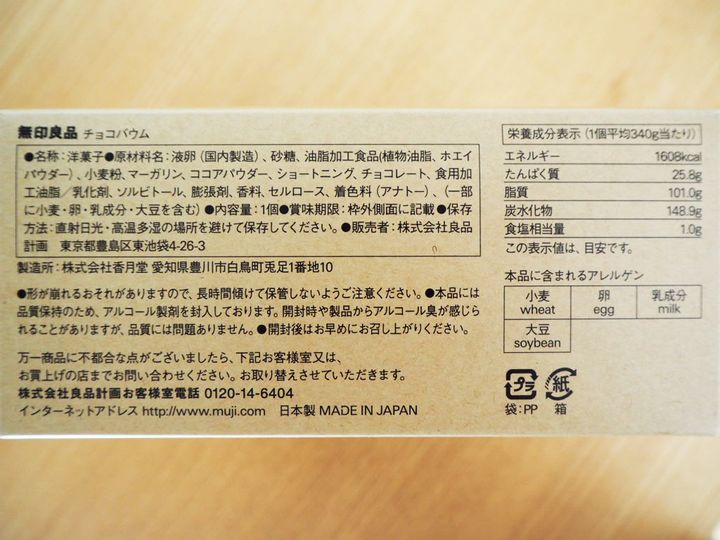 無印良品 チョコバウム
●名称：洋菓子●原材料名：液卵（国内製造）、砂糖、油脂加工食品(植物油脂、ホエイ
パウダー）、小麦粉、マーガリン、ココアパウダー、ショートニング、チョコレート、食用加
工油脂／乳化剤、ソルビトール、膨張剤、香料、セルロース、着色料（アナトー）、（一部
に小麦・卵・乳成分・大豆を含む）●内容量：1個●賞味期限：枠外側面に記載●保存
方法：直射日光・高温多湿の場所を避けて保存してください。●販売者：株式会社良品
計画　東京都豊島区東池袋4-26-3
製造所：株式会社香月堂 愛知県豊川市白鳥町兎足1番地10
●形が崩れるおそれがありますので、長時間傾けて保管しないようご注意ください。●本品には
品質保持のため、アルコール製剤を封入しております。開封時や製品からアルコール臭が感じら
れることがありますが、品質には問題ありません。●開封後はお早めにお召し上がりください。
万一商品に不都合な点がございましたら、下記お客様室又は、
お買上げの店までお問い合わせください。お取り替えさせていただきます。
株式会社良品計画お客様室電話 0120-14-6404
インターネットアドレス http://www.muji.com　日本製 MADE IN JAPAN
栄養成分表示（1個平均340g当たり）
エネルギー 1608kcal
たんぱく質 25.8g
脂質 101.0g
炭水化物 148.9g
食塩相当量 1.0g
この表示値は、目安です。
本品に含まれるアレルゲン
小麦 卵 乳成分
wheat egg milk
大豆
soybean
プラ 紙
袋：PP 箱